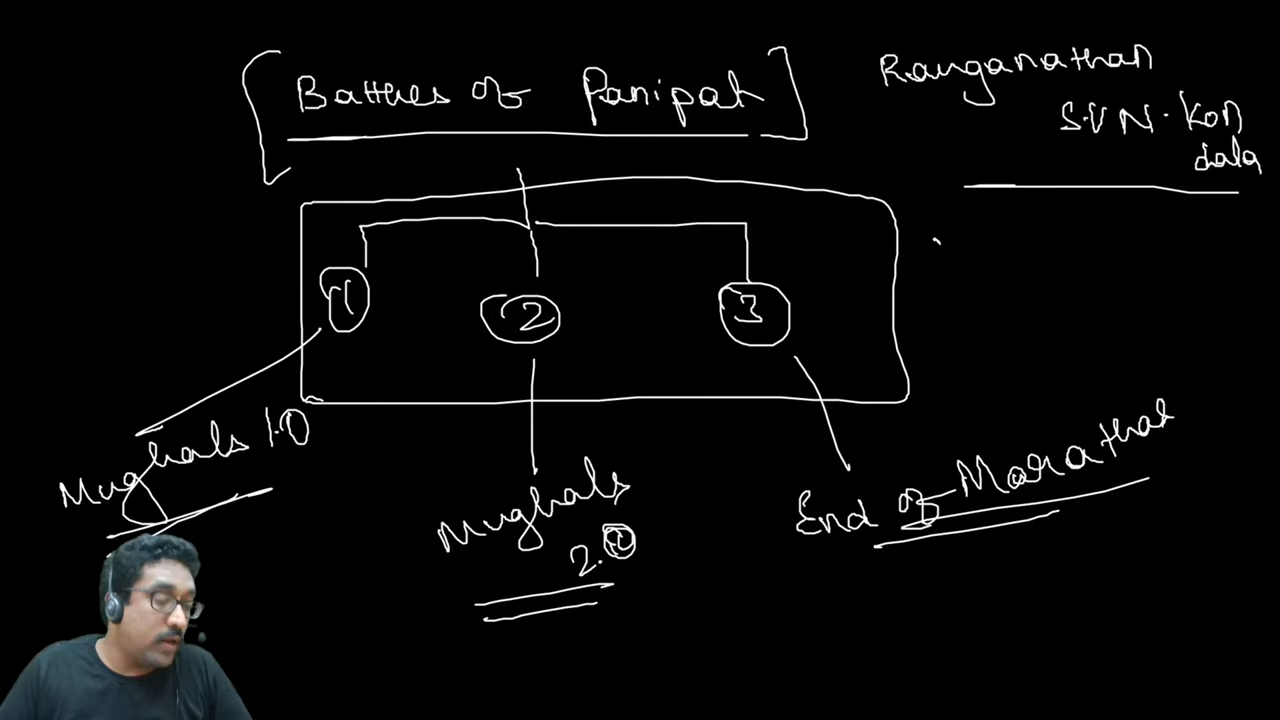 Battles of Panipat
Ranganathan
S.V.N. Kon
dala
1
2
3
Mughals 1.0
Mughals
2.0
End of Marathas